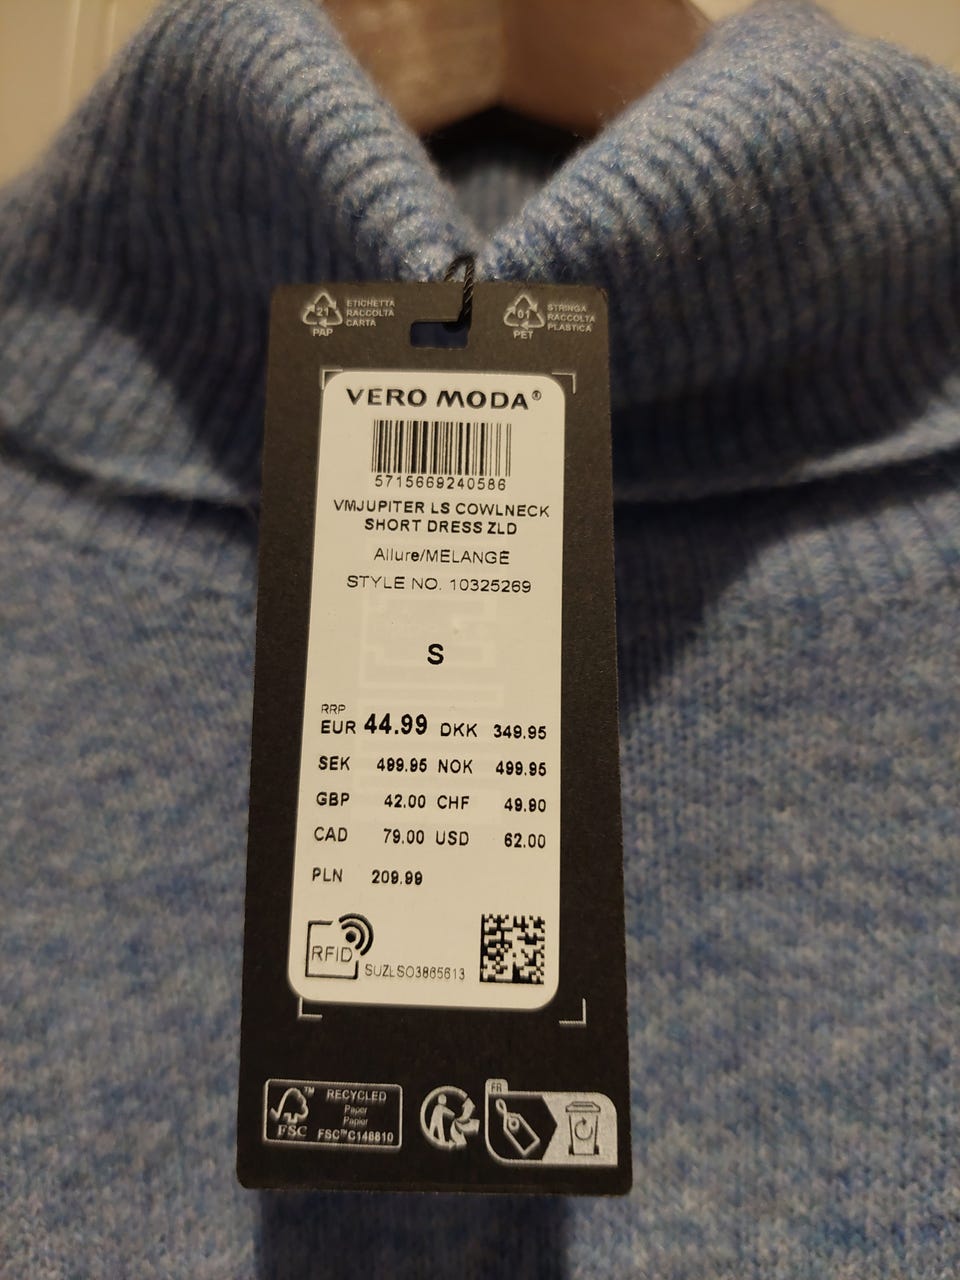 21
PAP
ETICHETTA
RACCOLTA
CARTA
01
PET
STRINGA
RACCOLTA
PLASTICA
VERO MODA®
5715669240586
VMJUPITER LS COWLNECK
SHORT DRESS ZLD
Allure/MELANGE
STYLE NO. 10325269
S
RRP
EUR 44.99 DKK 349.95
SEK 499.95 NOK 499.95
GBP 42.00 CHF 49.90
CAD 79.00 USD 62.00
PLN 209.99
RFID
SUZLSO3865613
FSC™
RECYCLED
Paper
Papier
FSC™C148810
FR